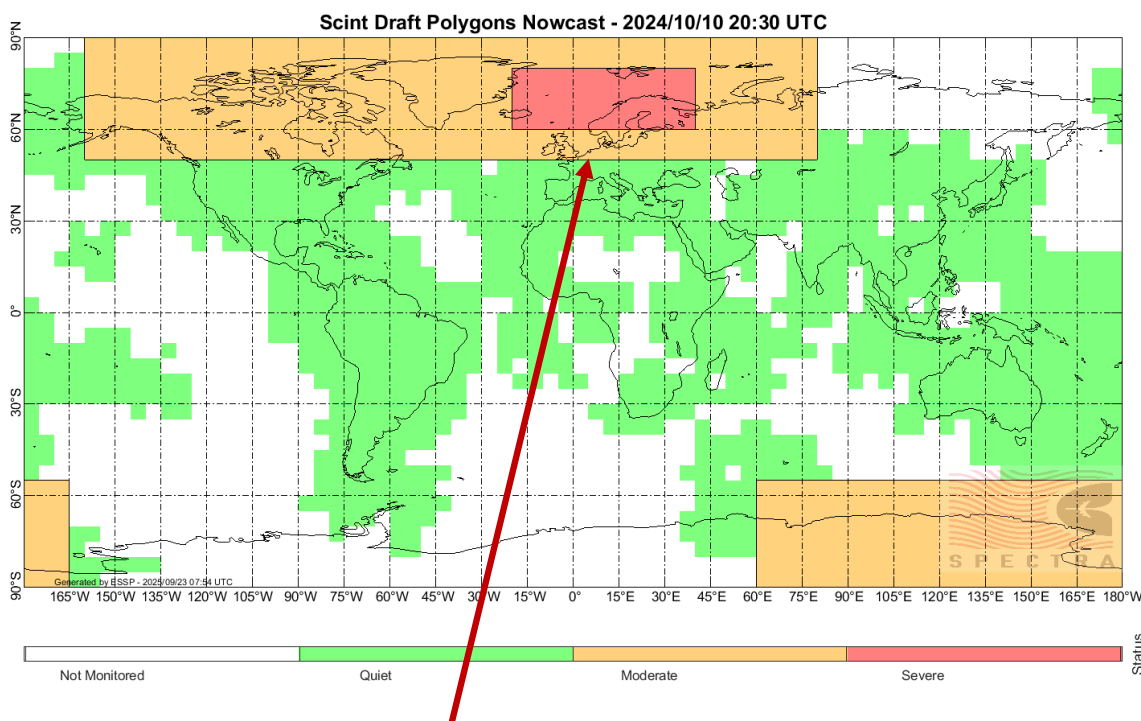 Scint Draft Polygons Nowcast - 2024/10/10 20:30 UTC
90°N
60°N
30°N
0°
30°S
60°S
90°S
Generated by ESSP - 2025/09/23 07:54 UTC
SPECTRA
165°W 150°W 135°W 120°W 105°W 90°W 75°W 60°W 45°W 30°W 15°W 0° 15°E 30°E 45°E 60°E 75°E 90°E 105°E 120°E 135°E 150°E 165°E 180°W
Status
Not Monitored Quiet Moderate Severe